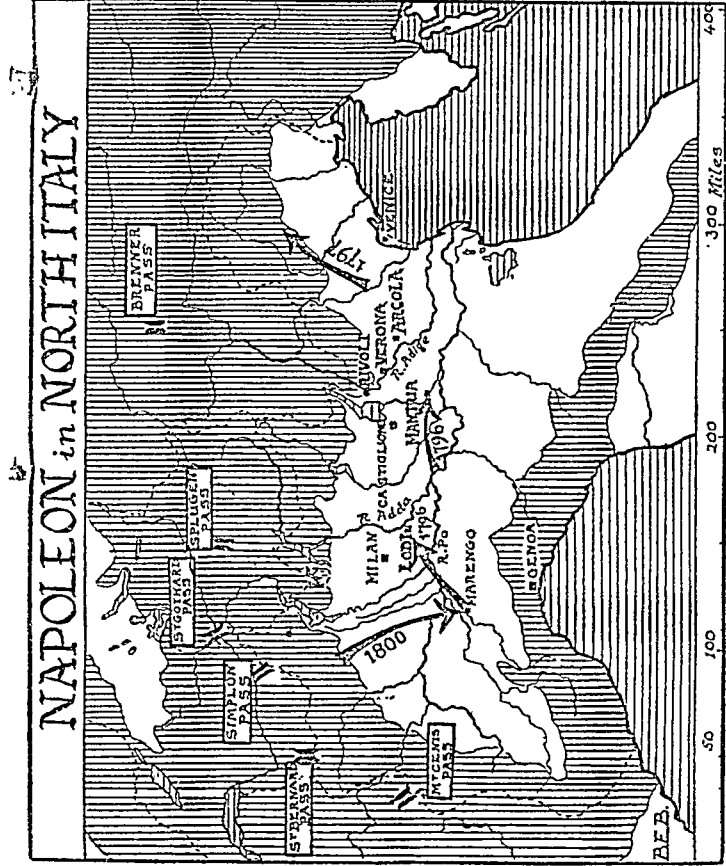 NAPOLEON in NORTH ITALY
BRENNER
PASS
SPLUGEN
PASS
ST GOTHARD
PASS
SIMPLON
PASS
ST BERNARD
PASS
MT CENIS
PASS
1797
VENICE
RIVOLI
VERONA
ARCOLA
R. Adige
CASTIGLIONE
MANTUA
1796
R. Adda
MILAN
LODI
1796
R. Po
MARENGO
1800
GENOA
B.F.B.
50
100
200
300 Miles
400